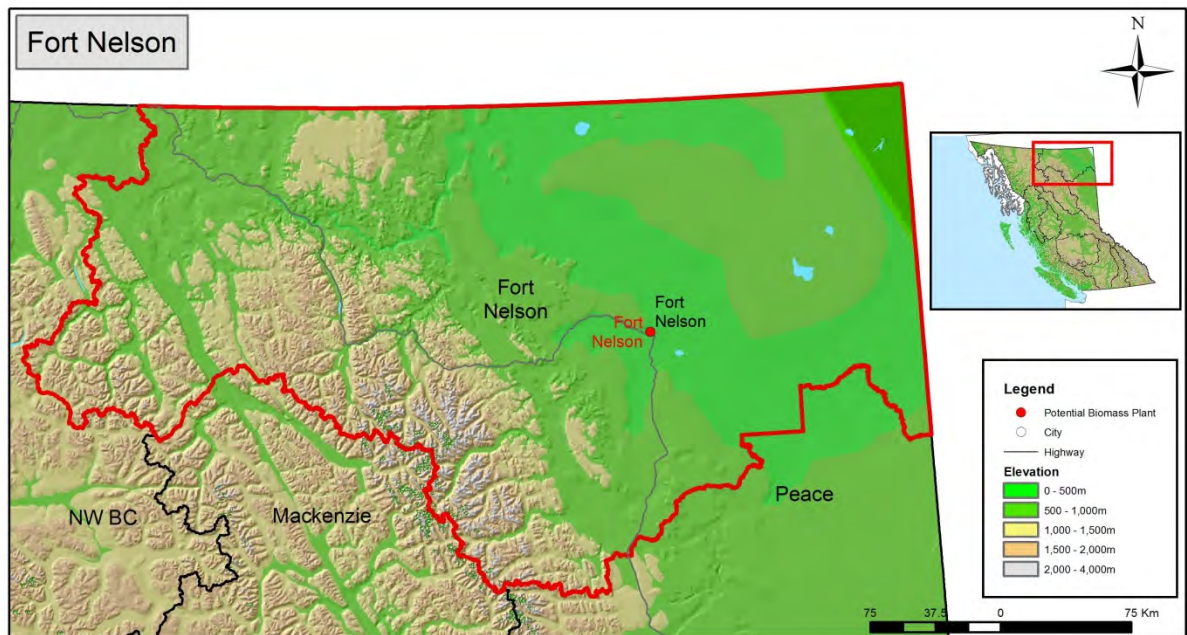 Fort Nelson
N
Fort
Nelson
Fort
Nelson
Fort
Nelson
Peace
NW BC
Mackenzie
Legend
Potential Biomass Plant
City
Highway
Elevation
0 - 500m
500 - 1,000m
1,000 - 1,500m
1,500 - 2,000m
2,000 - 4,000m
75 37.5 0 75 Km